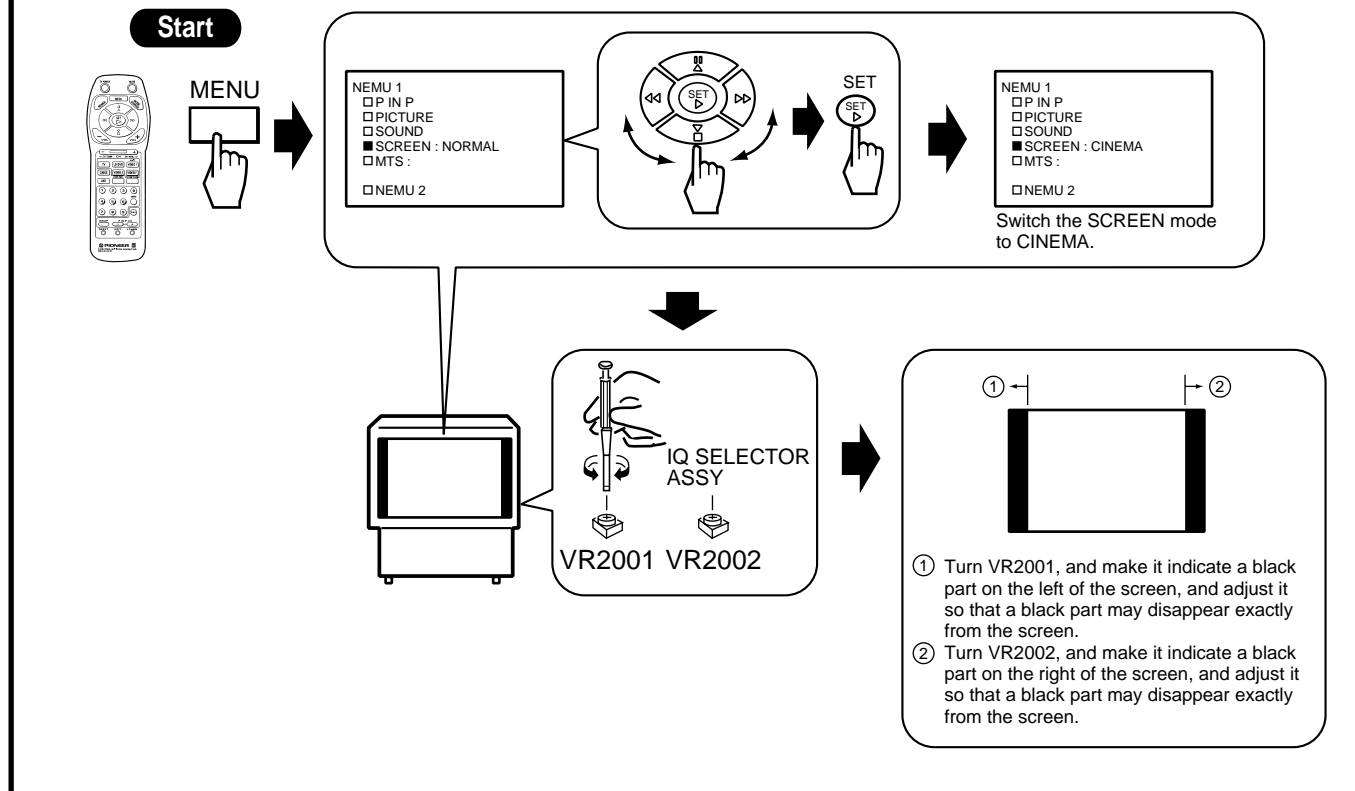 Start
MENU
NEMU 1
□ P IN P
□ PICTURE
□ SOUND
■ SCREEN : NORMAL
□ MTS :
□ NEMU 2
SET
SET
SET
NEMU 1
□ P IN P
□ PICTURE
□ SOUND
■ SCREEN : CINEMA
□ MTS :
□ NEMU 2
Switch the SCREEN mode
to CINEMA.
PIONEER
IQ SELECTOR
ASSY
VR2001 VR2002
① ②
① Turn VR2001, and make it indicate a black
part on the left of the screen, and adjust it
so that a black part may disappear exactly
from the screen.
② Turn VR2002, and make it indicate a black
part on the right of the screen, and adjust it
so that a black part may disappear exactly
from the screen.